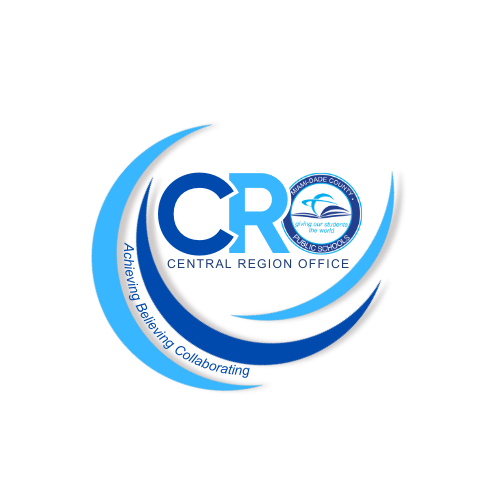 CRO
MIAMI-DADE COUNTY
giving our students
the world
PUBLIC SCHOOLS
CENTRAL REGION OFFICE
Achieving Believing Collaborating